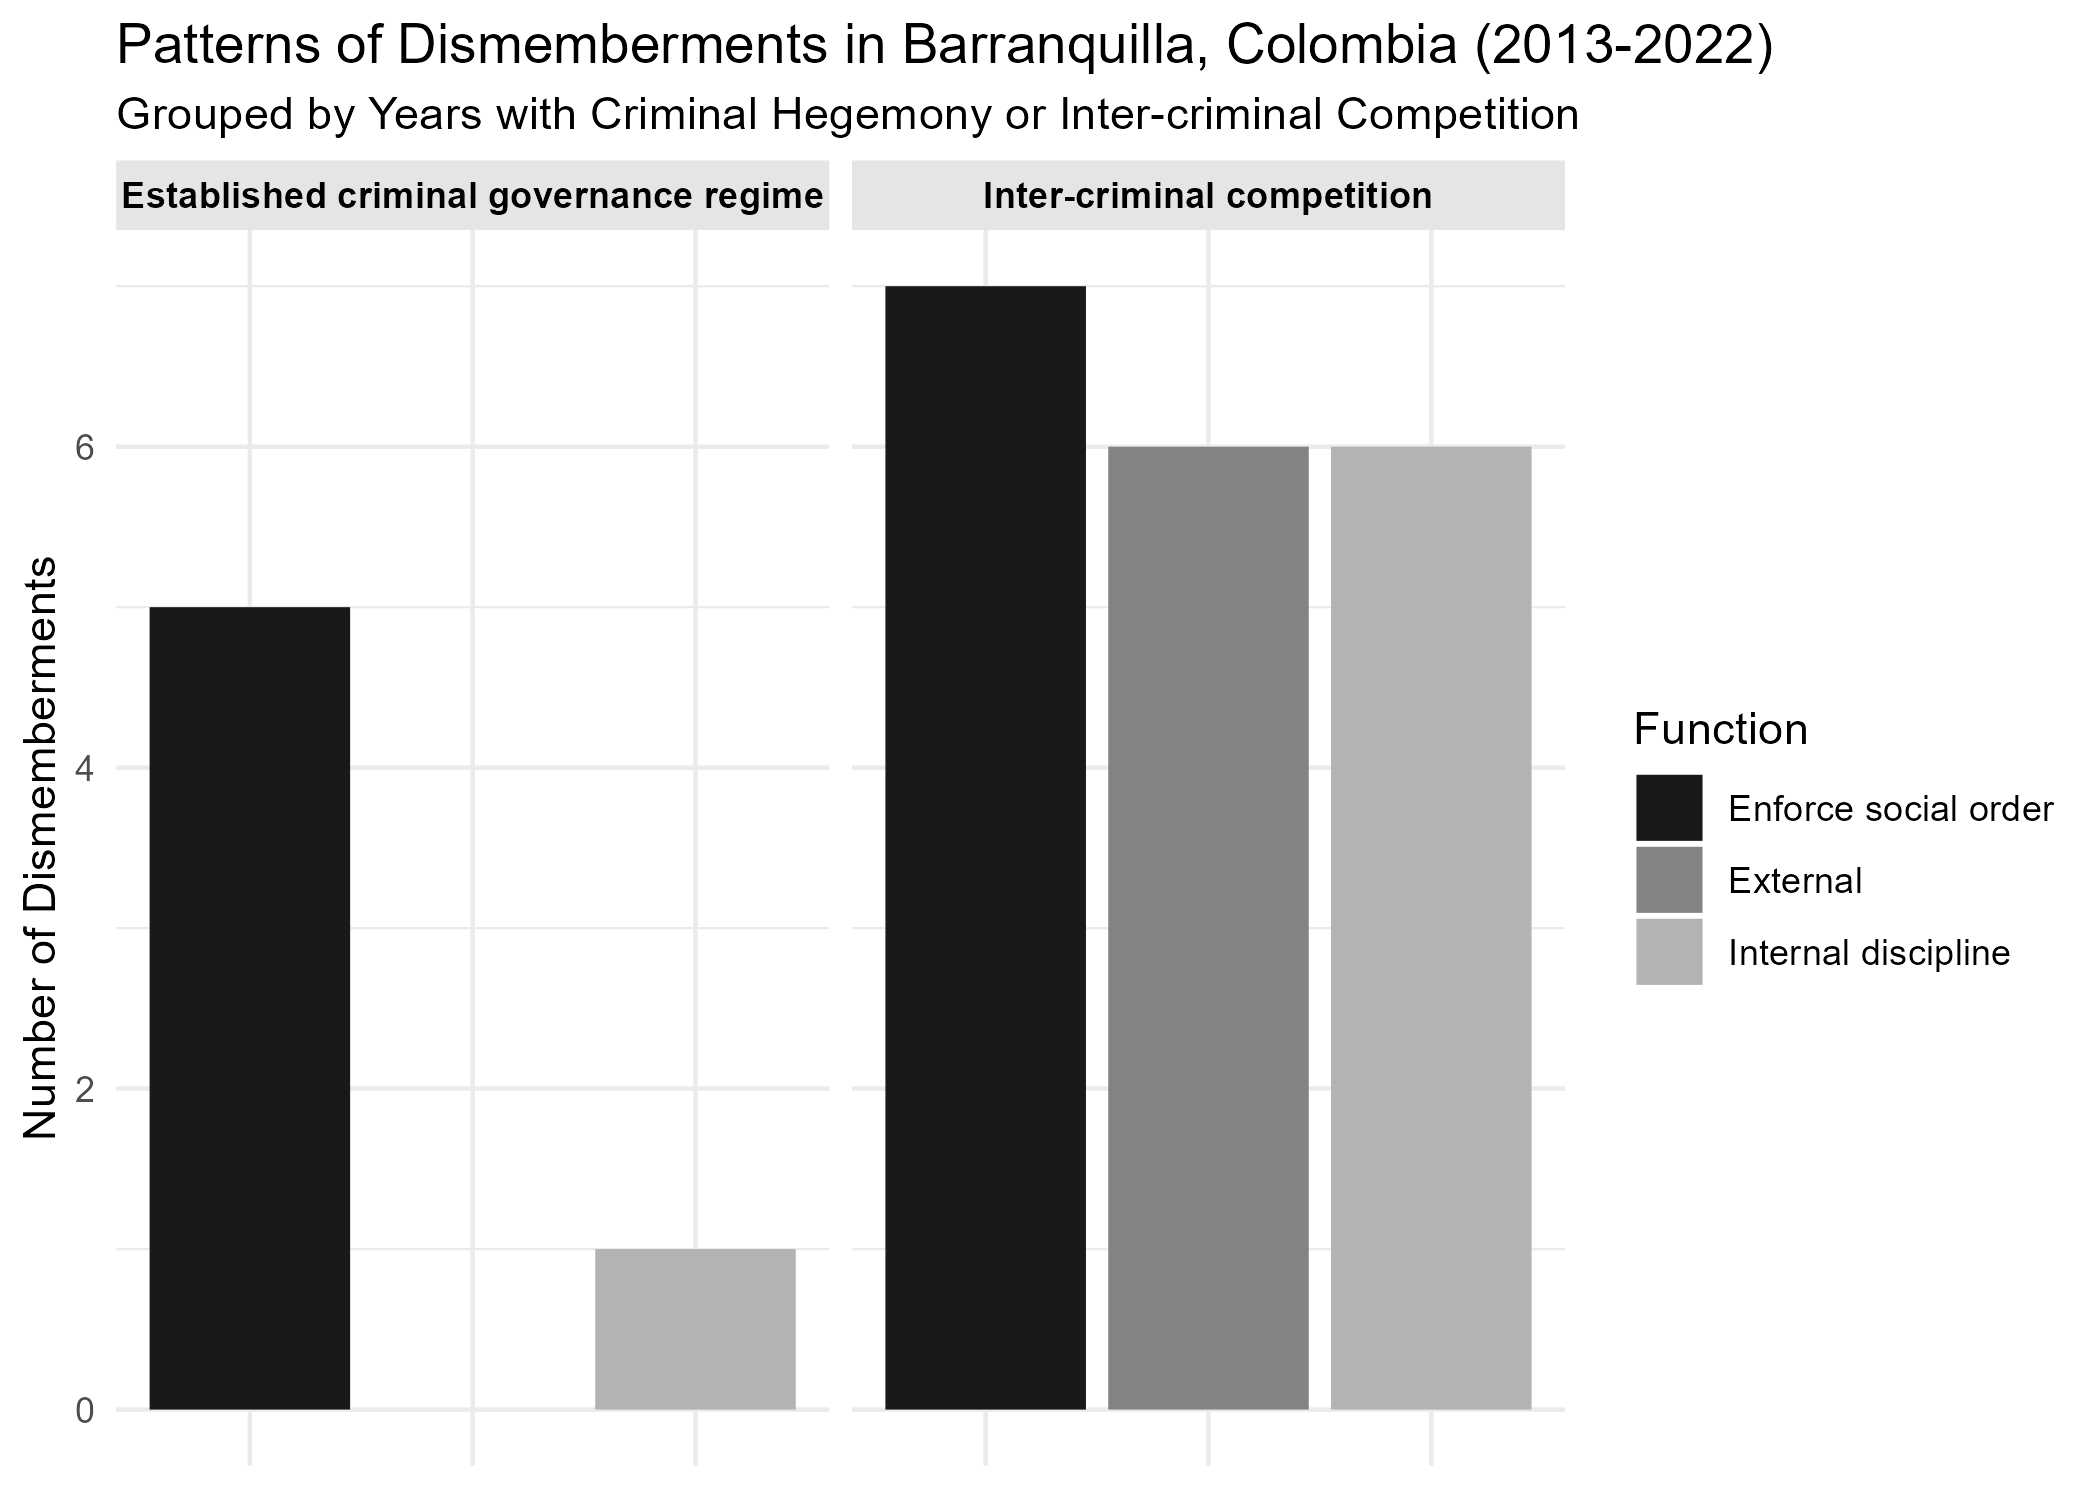 Patterns of Dismemberments in Barranquilla, Colombia (2013-2022)
Grouped by Years with Criminal Hegemony or Inter-criminal Competition
Established criminal governance regime
Inter-criminal competition
Number of Dismemberments
6
4
2
0
Function
Enforce social order
External
Internal discipline